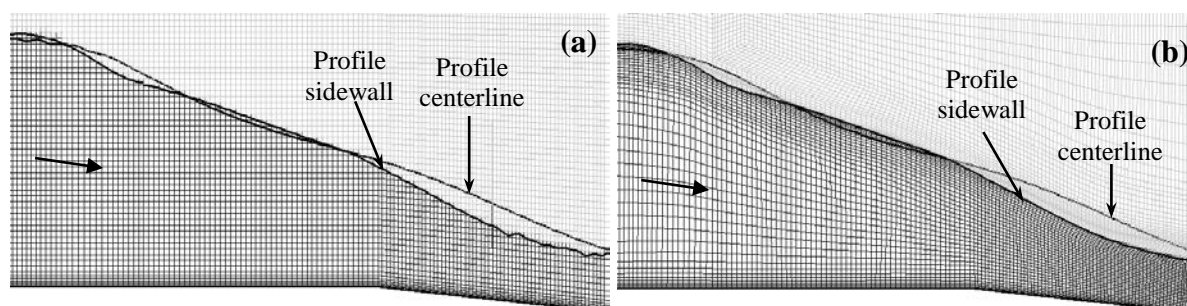 (a)
Profile
sidewall
Profile
centerline
(b)
Profile
sidewall
Profile
centerline